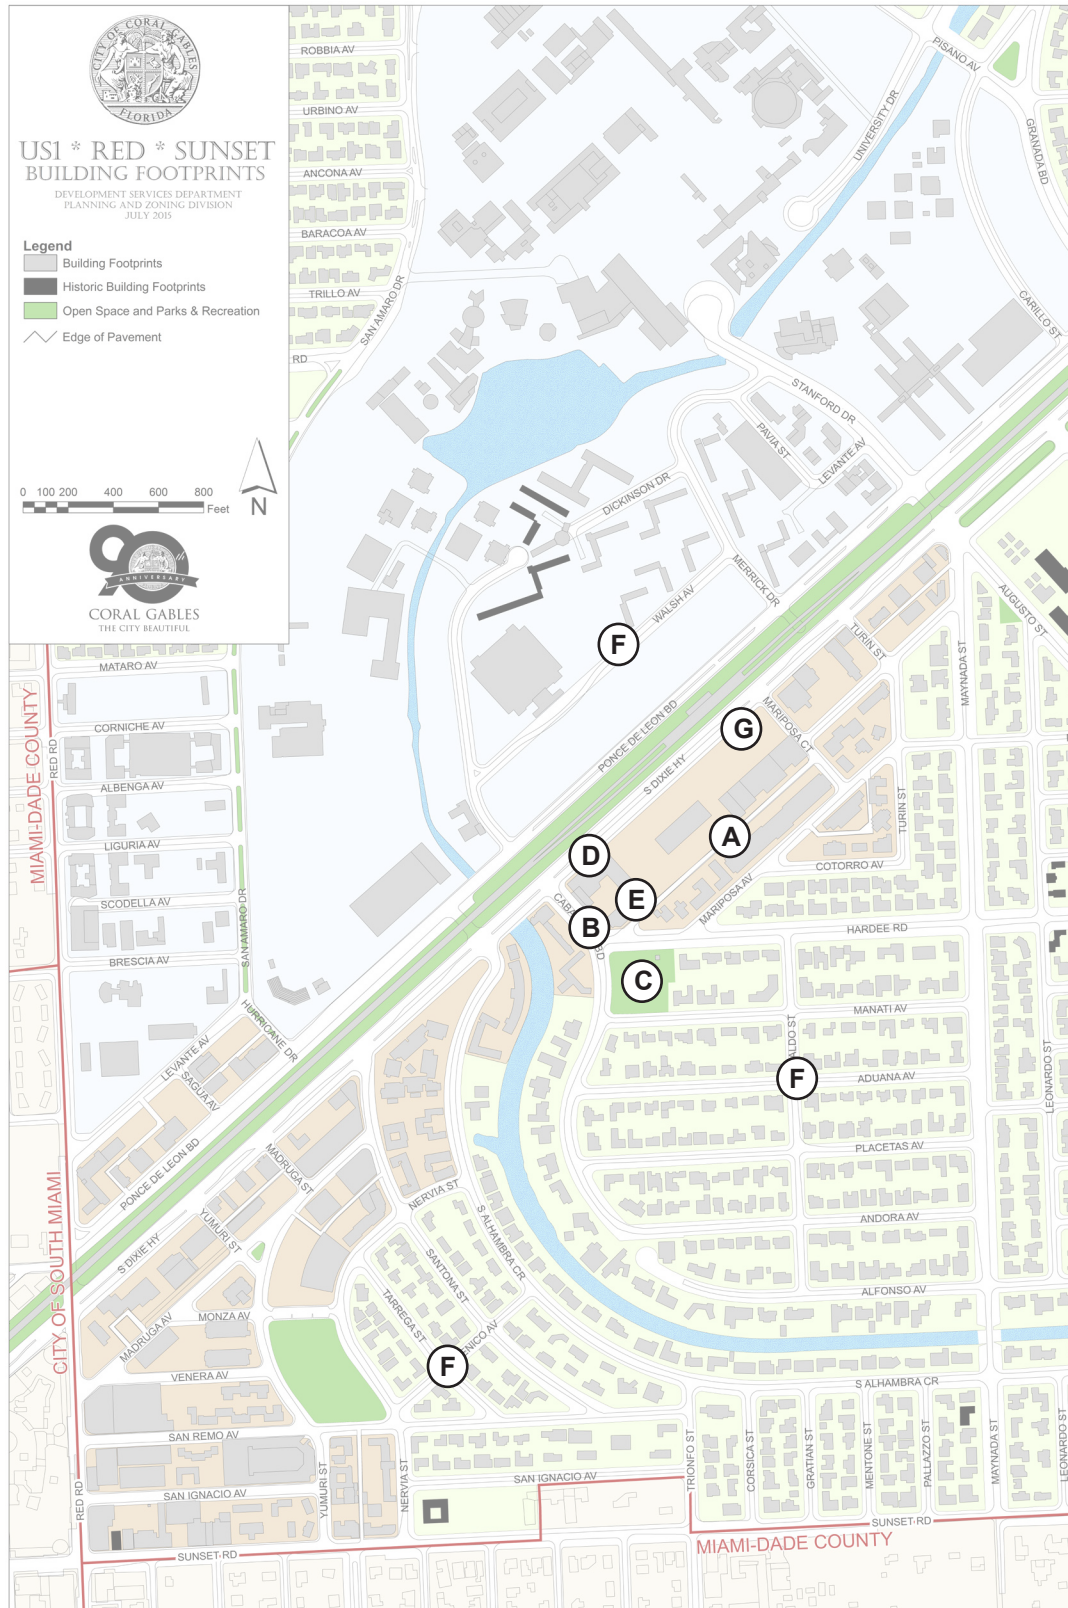 CITY OF CORAL GABLES
FLORIDA
US1 * RED * SUNSET
BUILDING FOOTPRINTS
DEVELOPMENT SERVICES DEPARTMENT
PLANNING AND ZONING DIVISION
JULY 2015
Legend
Building Footprints
Historic Building Footprints
Open Space and Parks & Recreation
Edge of Pavement
0 100 200 400 600 800
Feet
N
90th
ANNIVERSARY
CORAL GABLES
THE CITY BEAUTIFUL
ROBBIA AV
URBINO AV
ANCONA AV
BARACOA AV
TRILLO AV
SAN AMARO DR
RD
PISANO AV
UNIVERSITY DR
GRANADA BD
CARILLO ST
STANFORD DR
PAVIA ST
LEVANTE AV
DICKINSON DR
MERRICK DR
WALSH AV
F
PONCE DE LEON BD
S DIXIE HY
AUGUSTO ST
MAYNADA ST
TURIN ST
MARIPOSA CT
G
MATARO AV
CORNICHE AV
RED RD
ALBENGA AV
LIGURIA AV
SCODELLA AV
BRESCIA AV
SAN AMARO DR
MIAMI-DADE COUNTY
TURIN ST
A
D
E
B
CABA
BD
COTORRO AV
MARIPOSA AV
HARDEE RD
C
MANATI AV
ALDO ST
F
ADUANA AV
LEONARDO ST
PLACETAS AV
ANDORA AV
ALFONSO AV
HURRICANE DR
LEVANTE AV
SAGUA AV
PONCE DE LEON BD
MADRUGA ST
YUMURI ST
S DIXIE HY
NERVIA ST
S ALHAMBRA CR
SANTONA ST
TARREGA ST
ENICO AV
F
CITY OF SOUTH MIAMI
MONZA AV
MADRUGA AV
VENERA AV
SAN REMO AV
SAN IGNACIO AV
YUMURI ST
NERVIA ST
SAN IGNACIO AV
RED RD
SUNSET RD
S ALHAMBRA CR
TRIONFO ST
CORSICA ST
GRATIAN ST
MENTONE ST
PALLAZZO ST
MAYNADA ST
LEONARDO ST
SUNSET RD
MIAMI-DADE COUNTY